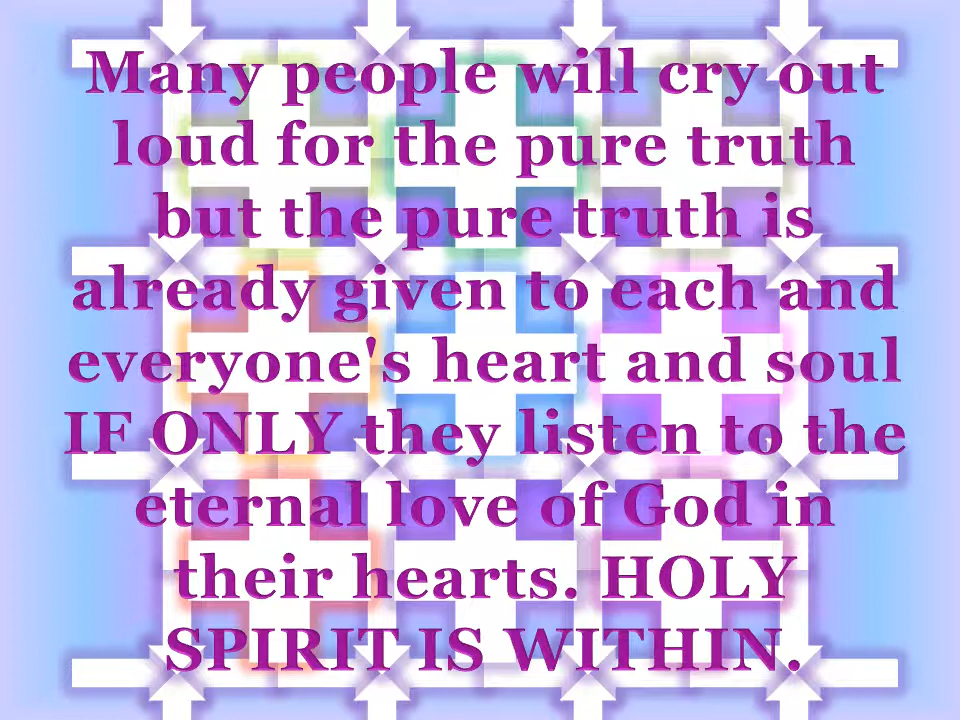 Many people will cry out
loud for the pure truth
but the pure truth is
already given to each and
everyone's heart and soul
IF ONLY they listen to the
eternal love of God in
their hearts. HOLY
SPIRIT IS WITHIN.